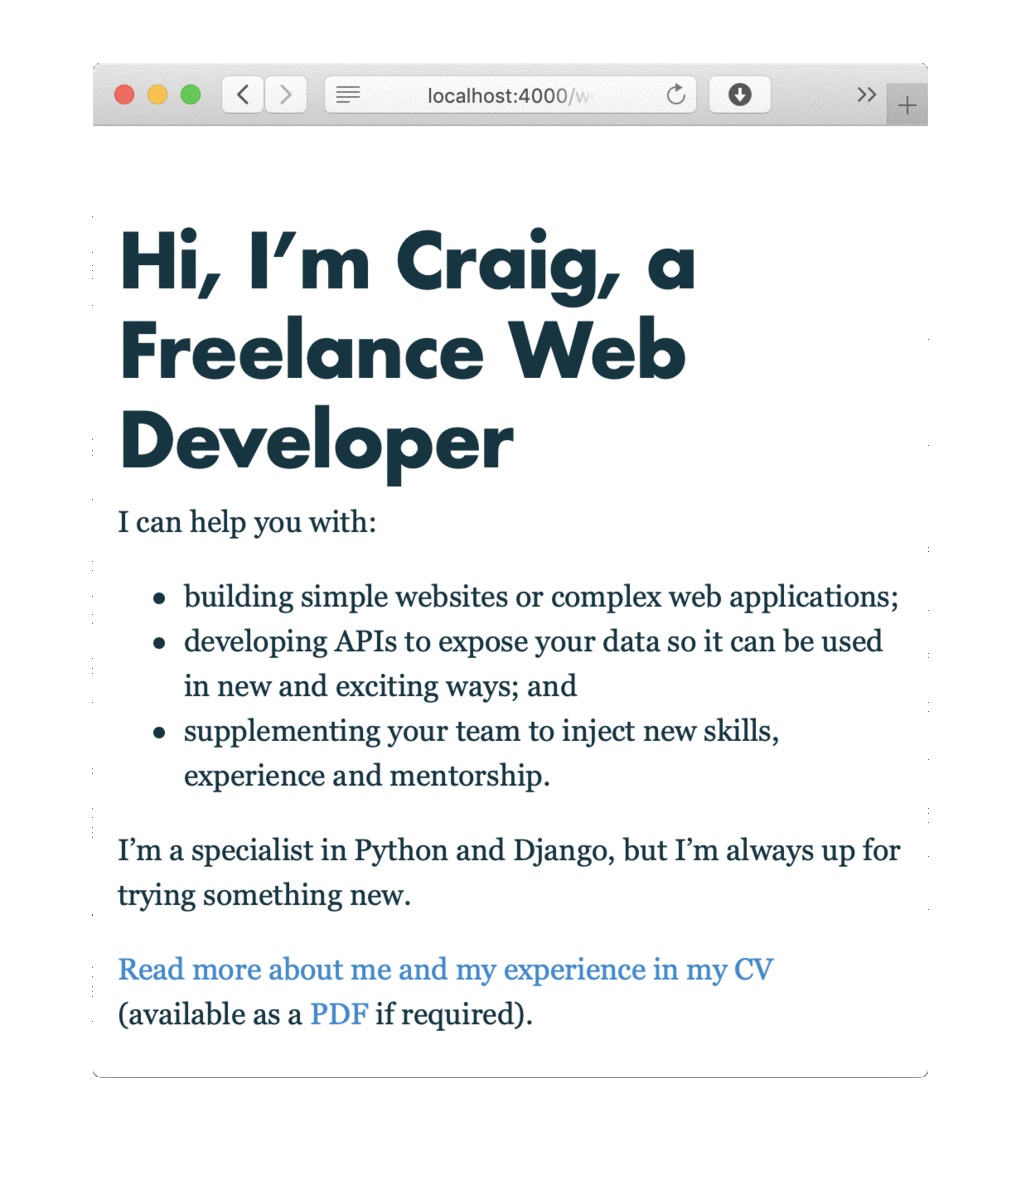 localhost:4000/w
Hi, I’m Craig, a
Freelance Web
Developer
I can help you with:
• building simple websites or complex web applications;
• developing APIs to expose your data so it can be used
in new and exciting ways; and
• supplementing your team to inject new skills,
experience and mentorship.
I’m a specialist in Python and Django, but I’m always up for
trying something new.
Read more about me and my experience in my CV
(available as a PDF if required).